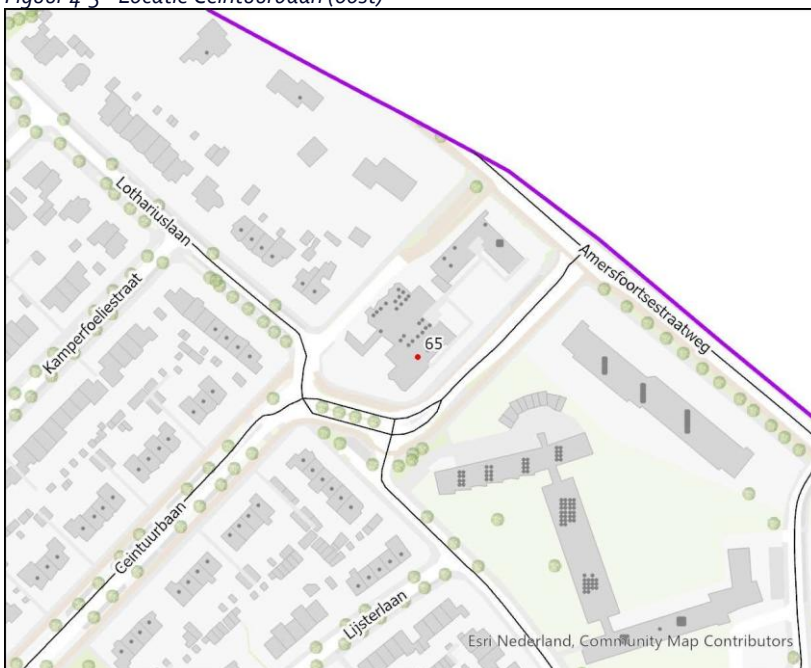 Figuur 4-5 Locatie Ceintuurbaan (oost)
Lothariuslaan
Kamperfoeliestraat
Amersfoortsestraatweg
65
Ceintuurbaan
Lijsterlaan
Esri Nederland, Community Map Contributors